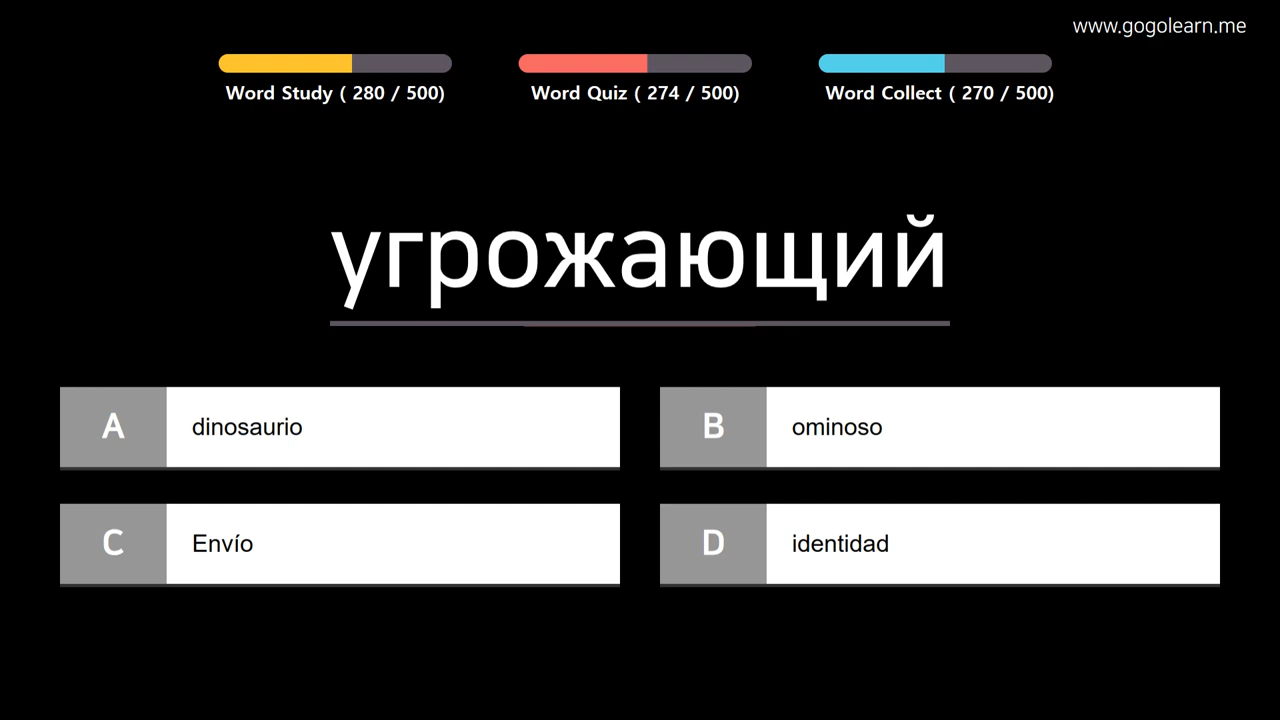 www.gogolearn.me
Word Study ( 280 / 500)
Word Quiz ( 274 / 500)
Word Collect ( 270 / 500)
угрожающий
A dinosaurio
B ominoso
C Envío
D identidad